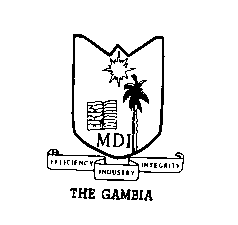 MDI
EFFICIENCY INDUSTRY INTEGRITY
THE GAMBIA